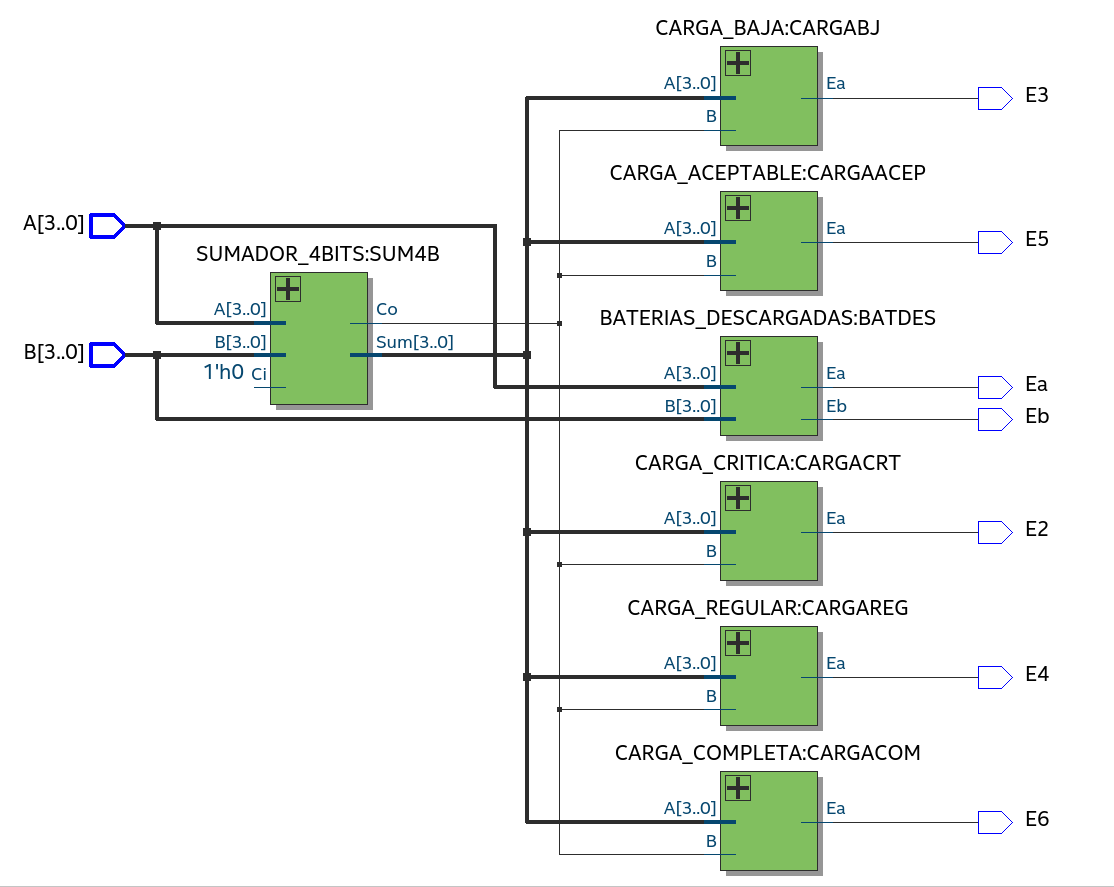 A[3..0]
B[3..0]
SUMADOR_4BITS:SUM4B
A[3..0]
B[3..0]
1'h0 Ci
Co
Sum[3..0]
CARGA_BAJA:CARGABJ
A[3..0]
B
Ea
E3
CARGA_ACEPTABLE:CARGAACEP
A[3..0]
B
Ea
E5
BATERIAS_DESCARGADAS:BATDES
A[3..0]
B[3..0]
Ea
Eb
Ea
Eb
CARGA_CRITICA:CARGACRT
A[3..0]
B
Ea
E2
CARGA_REGULAR:CARGAREG
A[3..0]
B
Ea
E4
CARGA_COMPLETA:CARGACOM
A[3..0]
B
Ea
E6